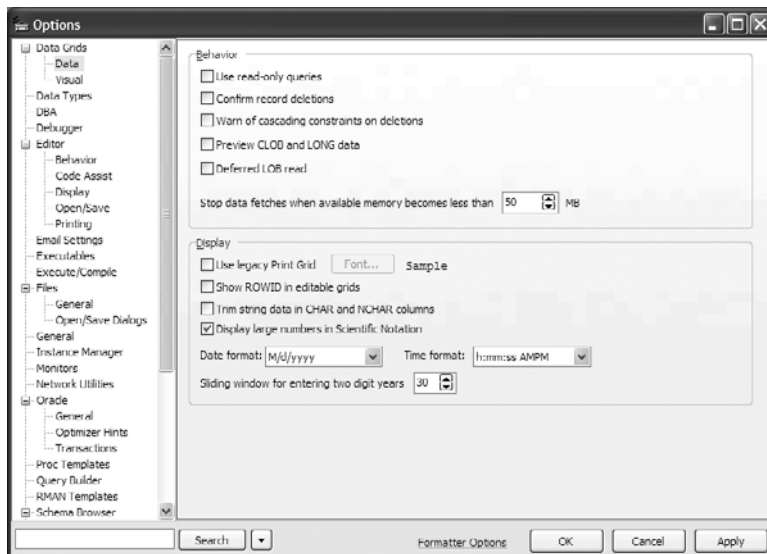 Options
Data Grids
Data
Visual
Data Types
DBA
Debugger
Editor
Behavior
Code Assist
Display
Open/Save
Printing
Email Settings
Executables
Execute/Compile
Files
General
Open/Save Dialogs
General
Instance Manager
Monitors
Network Utilities
Oracle
General
Optimizer Hints
Transactions
Proc Templates
Query Builder
RMAN Templates
Schema Browser
Behavior
Use read-only queries
Confirm record deletions
Warn of cascading constraints on deletions
Preview CLOB and LONG data
Deferred LOB read
Stop data fetches when available memory becomes less than 50 MB
Display
Use legacy Print Grid Font... Sample
Show ROWID in editable grids
Trim string data in CHAR and NCHAR columns
Display large numbers in Scientific Notation
Date format: M/d/yyyy Time format: h:mm:ss AMPM
Sliding window for entering two digit years 30
Search Formatter Options OK Cancel Apply